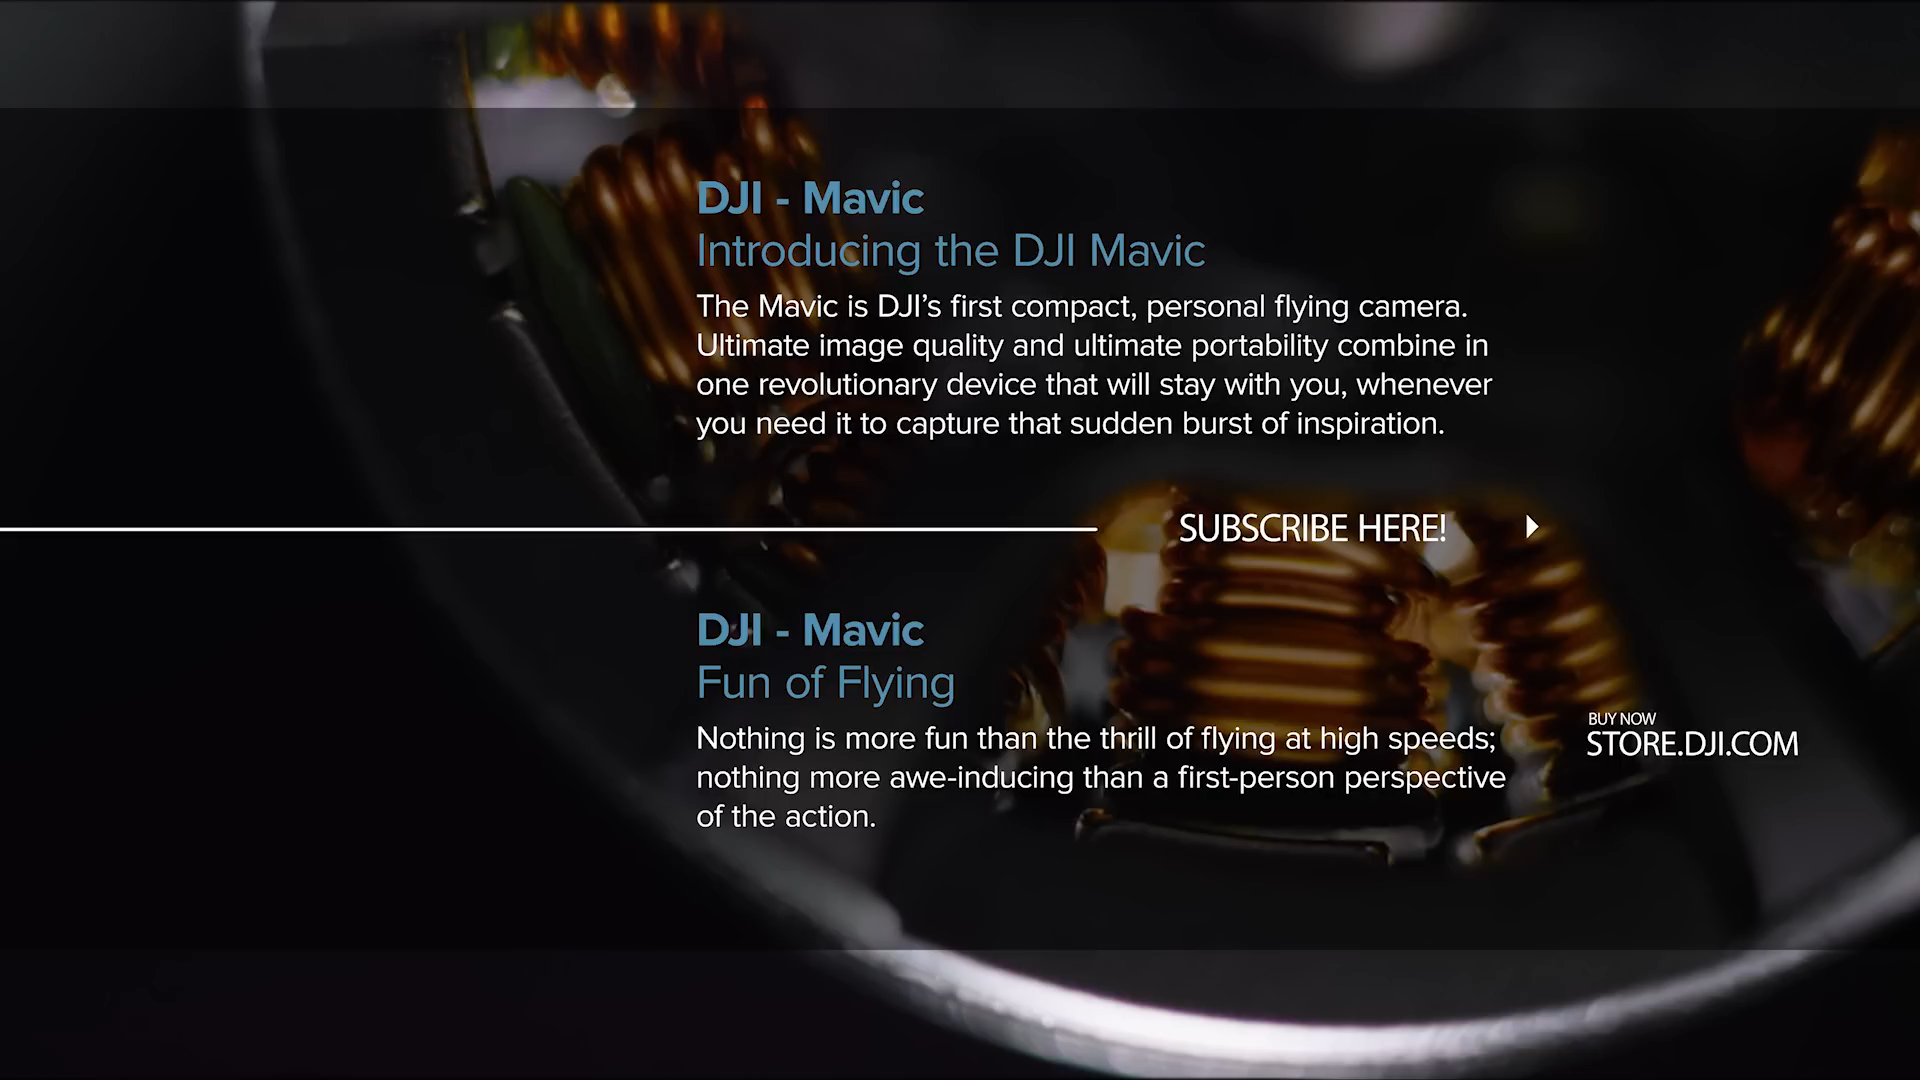 DJI - Mavic
Introducing the DJI Mavic
The Mavic is DJI’s first compact, personal flying camera.
Ultimate image quality and ultimate portability combine in
one revolutionary device that will stay with you, whenever
you need it to capture that sudden burst of inspiration.
SUBSCRIBE HERE!
DJI - Mavic
Fun of Flying
Nothing is more fun than the thrill of flying at high speeds;
nothing more awe-inducing than a first-person perspective
of the action.
BUY NOW
STORE.DJI.COM